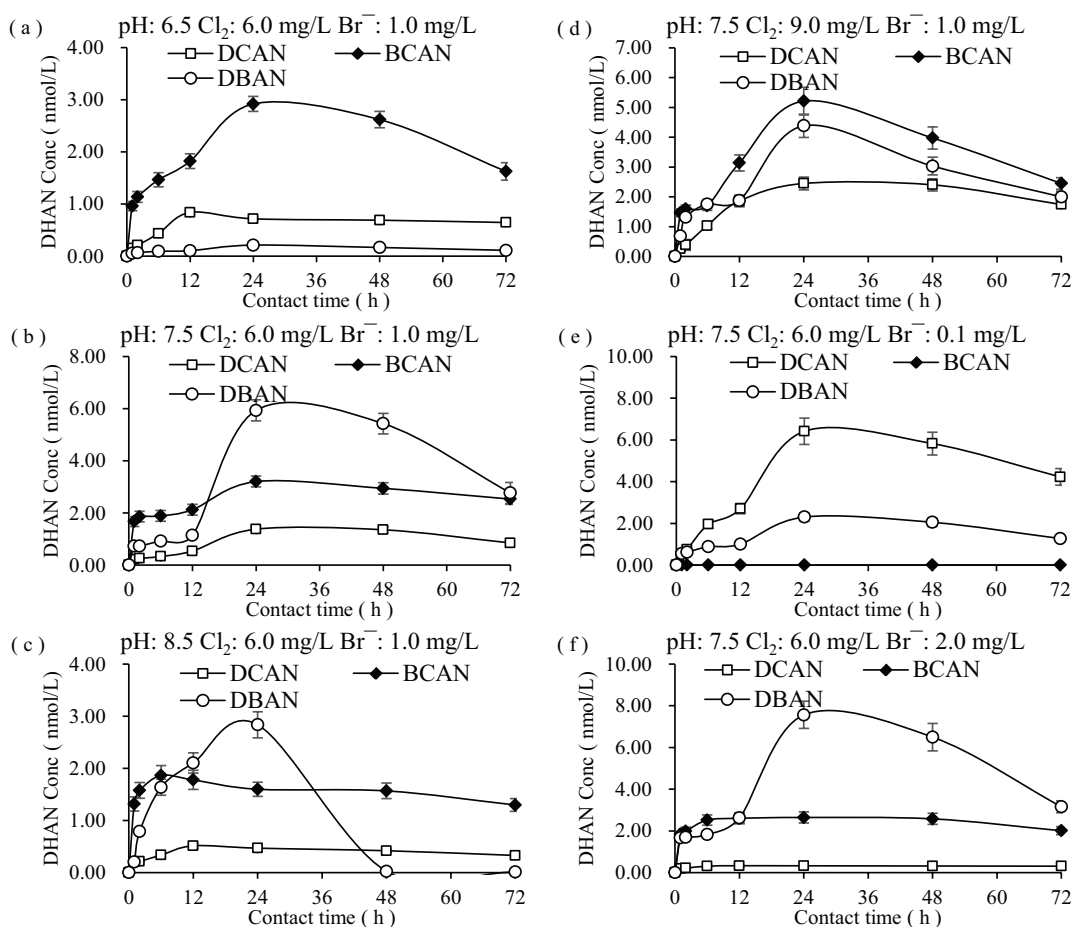 ( a )
pH: 6.5 Cl₂: 6.0 mg/L Br⁻: 1.0 mg/L
DCAN
BCAN
DBAN
DHAN Conc ( nmol/L)
4.00
3.00
2.00
1.00
0.00
0 12 24 36 48 60 72
Contact time ( h )
( b )
pH: 7.5 Cl₂: 6.0 mg/L Br⁻: 1.0 mg/L
DCAN
BCAN
DBAN
DHAN Conc ( nmol/L)
8.00
6.00
4.00
2.00
0.00
0 12 24 36 48 60 72
Contact time ( h )
( c )
pH: 8.5 Cl₂: 6.0 mg/L Br⁻: 1.0 mg/L
DCAN
BCAN
DBAN
DHAN Conc ( nmol/L)
4.00
3.00
2.00
1.00
0.00
0 12 24 36 48 60 72
Contact time ( h )
( d )
pH: 7.5 Cl₂: 9.0 mg/L Br⁻: 1.0 mg/L
DCAN
BCAN
DBAN
DHAN Conc ( nmol/L)
7.00
6.00
5.00
4.00
3.00
2.00
1.00
0.00
0 12 24 36 48 60 72
Contact time ( h )
( e )
pH: 7.5 Cl₂: 6.0 mg/L Br⁻: 0.1 mg/L
DCAN
BCAN
DBAN
DHAN Conc ( nmol/L)
10.00
8.00
6.00
4.00
2.00
0.00
0 12 24 36 48 60 72
Contact time ( h )
( f )
pH: 7.5 Cl₂: 6.0 mg/L Br⁻: 2.0 mg/L
DCAN
BCAN
DBAN
DHAN Conc ( nmol/L)
10.00
8.00
6.00
4.00
2.00
0.00
0 12 24 36 48 60 72
Contact time ( h )